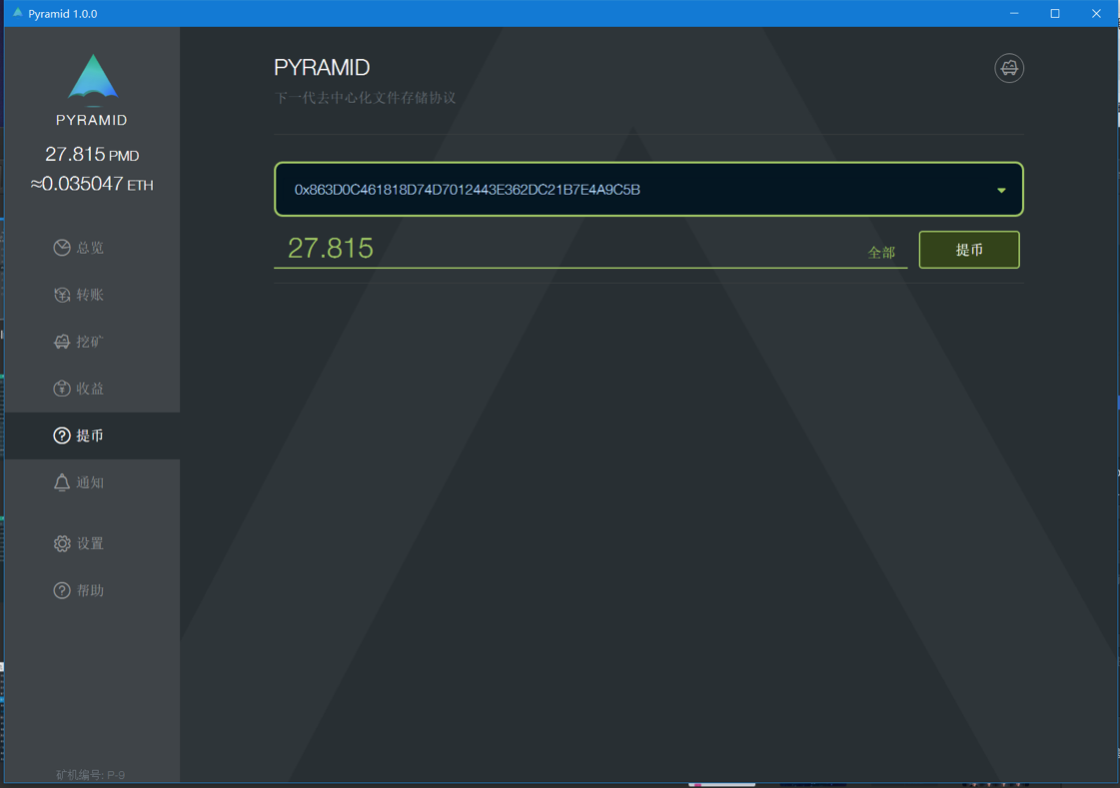 Pyramid 1.0.0
PYRAMID
27.815 PMD
≈0.035047 ETH
总览
转账
挖矿
收益
提币
通知
设置
帮助
矿机编号: P-9
PYRAMID
下一代去中心化文件存储协议
0x863D0C461818D74D7012443E362DC21B7E4A9C5B
27.815
全部
提币